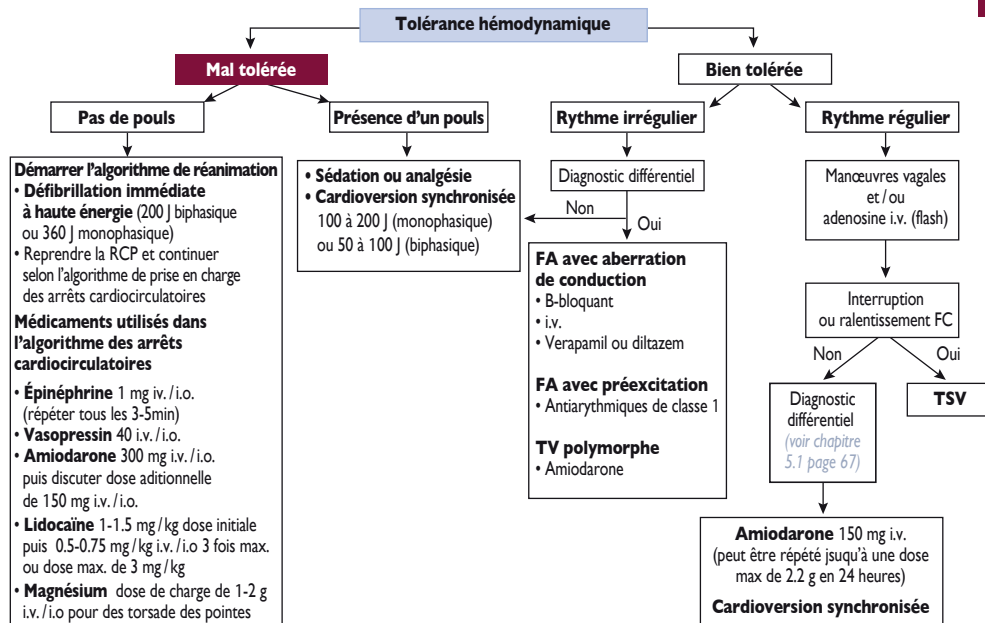 Tolérance hémodynamique
Mal tolérée
Bien tolérée
Pas de pouls
Présence d'un pouls
Rythme irrégulier
Rythme régulier
Démarrer l'algorithme de réanimation
• Défibrillation immédiate
à haute énergie (200 J biphasique
ou 360 J monophasique)
• Reprendre la RCP et continuer
selon l'algorithme de prise en charge
des arrêts cardiocirculatoires
Médicaments utilisés dans
l'algorithme des arrêts
cardiocirculatoires
• Épinéphrine 1 mg iv. / i.o.
(répéter tous les 3-5min)
• Vasopressin 40 i.v. / i.o.
• Amiodarone 300 mg i.v. / i.o.
puis discuter dose aditionnelle
de 150 mg i.v. / i.o.
• Lidocaïne 1-1.5 mg / kg dose initiale
puis 0.5-0.75 mg / kg i.v. / i.o 3 fois max.
ou dose max. de 3 mg / kg
• Magnésium dose de charge de 1-2 g
i.v. / i.o pour des torsade des pointes
• Sédation ou analgésie
• Cardioversion synchronisée
100 à 200 J (monophasique)
ou 50 à 100 J (biphasique)
Diagnostic différentiel
Non
Oui
FA avec aberration
de conduction
• B-bloquant
• i.v.
• Verapamil ou diltazem
FA avec préexcitation
• Antiarythmiques de classe 1
TV polymorphe
• Amiodarone
Manœuvres vagales
et / ou
adenosine i.v. (flash)
Interruption
ou ralentissement FC
Non
Oui
Diagnostic
différentiel
(voir chapitre
5.1 page 67)
TSV
Amiodarone 150 mg i.v.
(peut être répété jsuqu'à une dose
max de 2.2 g en 24 heures)
Cardioversion synchronisée